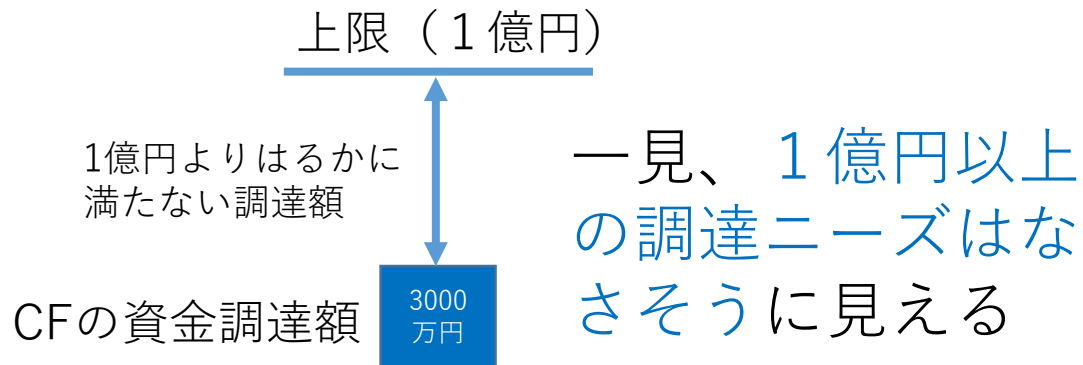 上限（１億円）
1億円よりはるかに
満たない調達額
一見、１億円以上
の調達ニーズはな
さそうに見える
CFの資金調達額
3000
万円